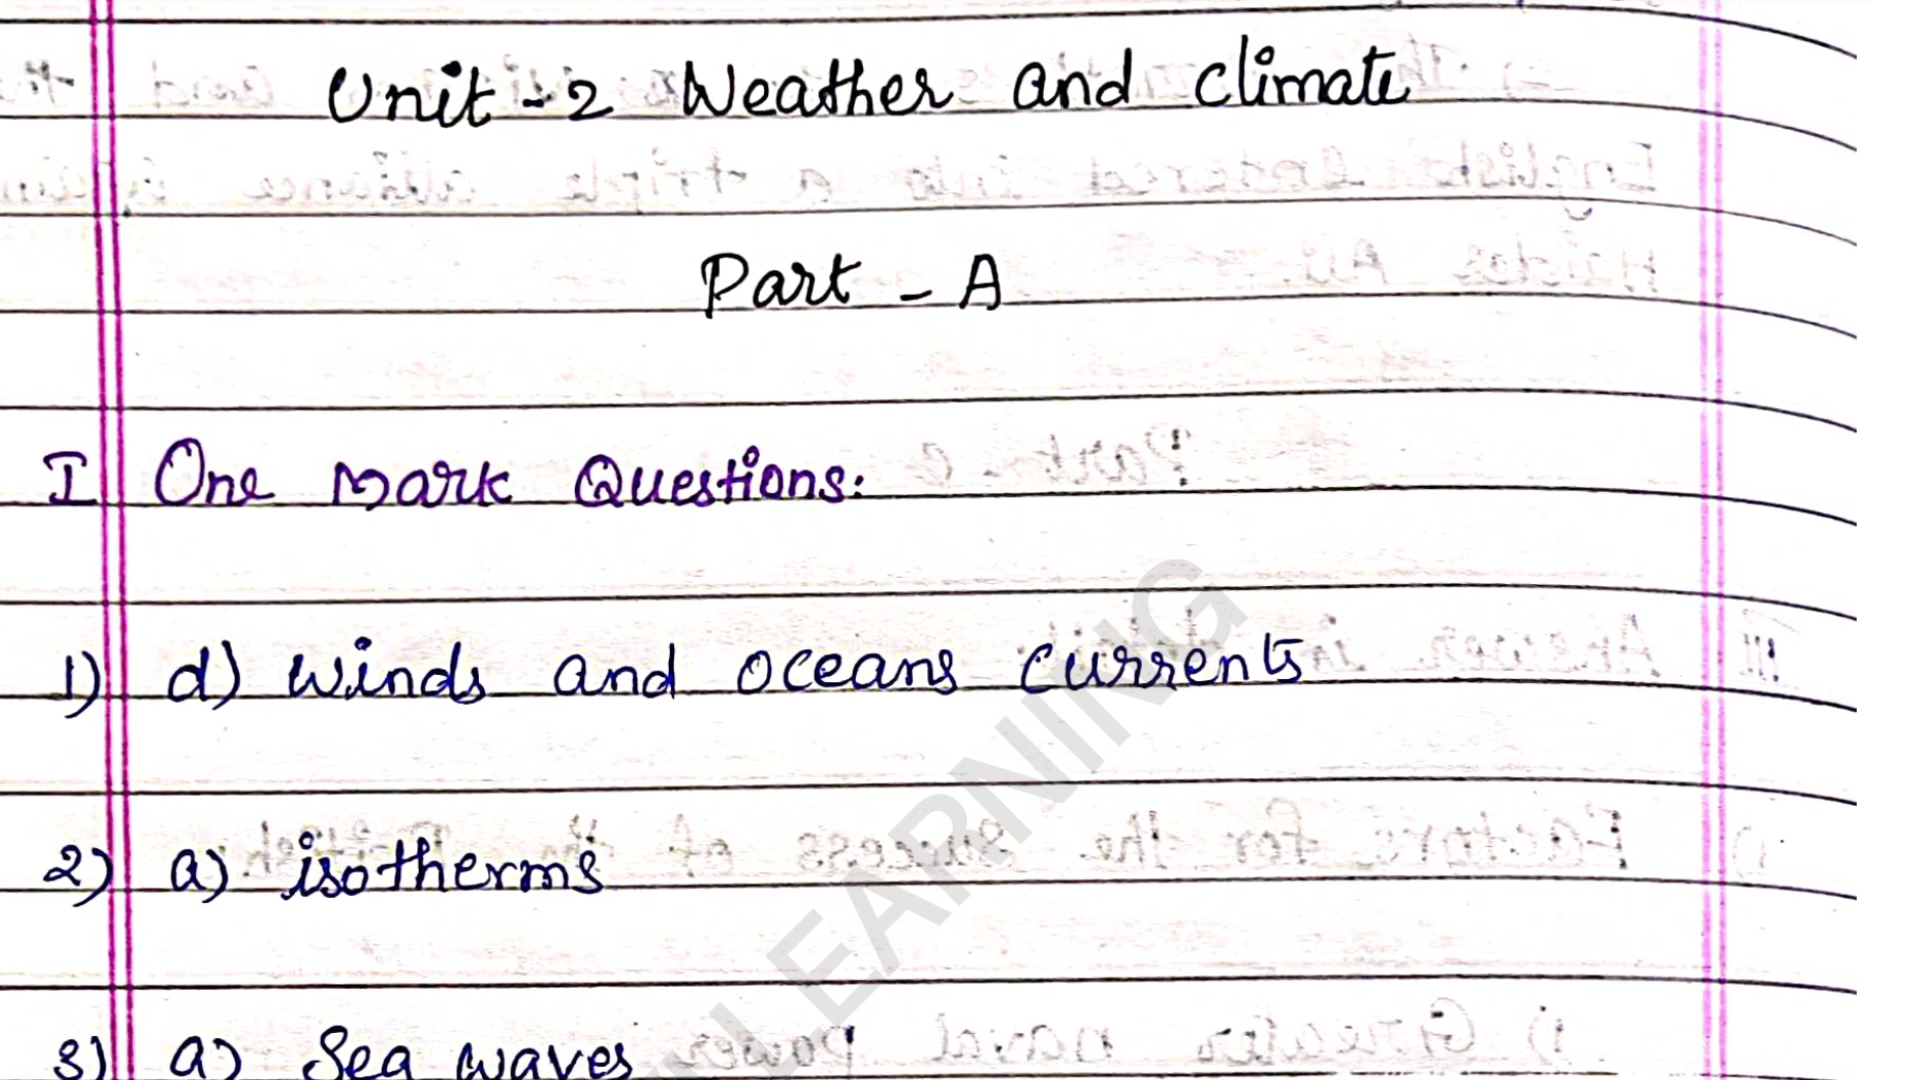 Unit - 2 Weather and climate
Part - A
I One Mark Questions:
1) d) Winds and oceans currents
2) a) isotherms
3) a) Sea waves
LEARNING